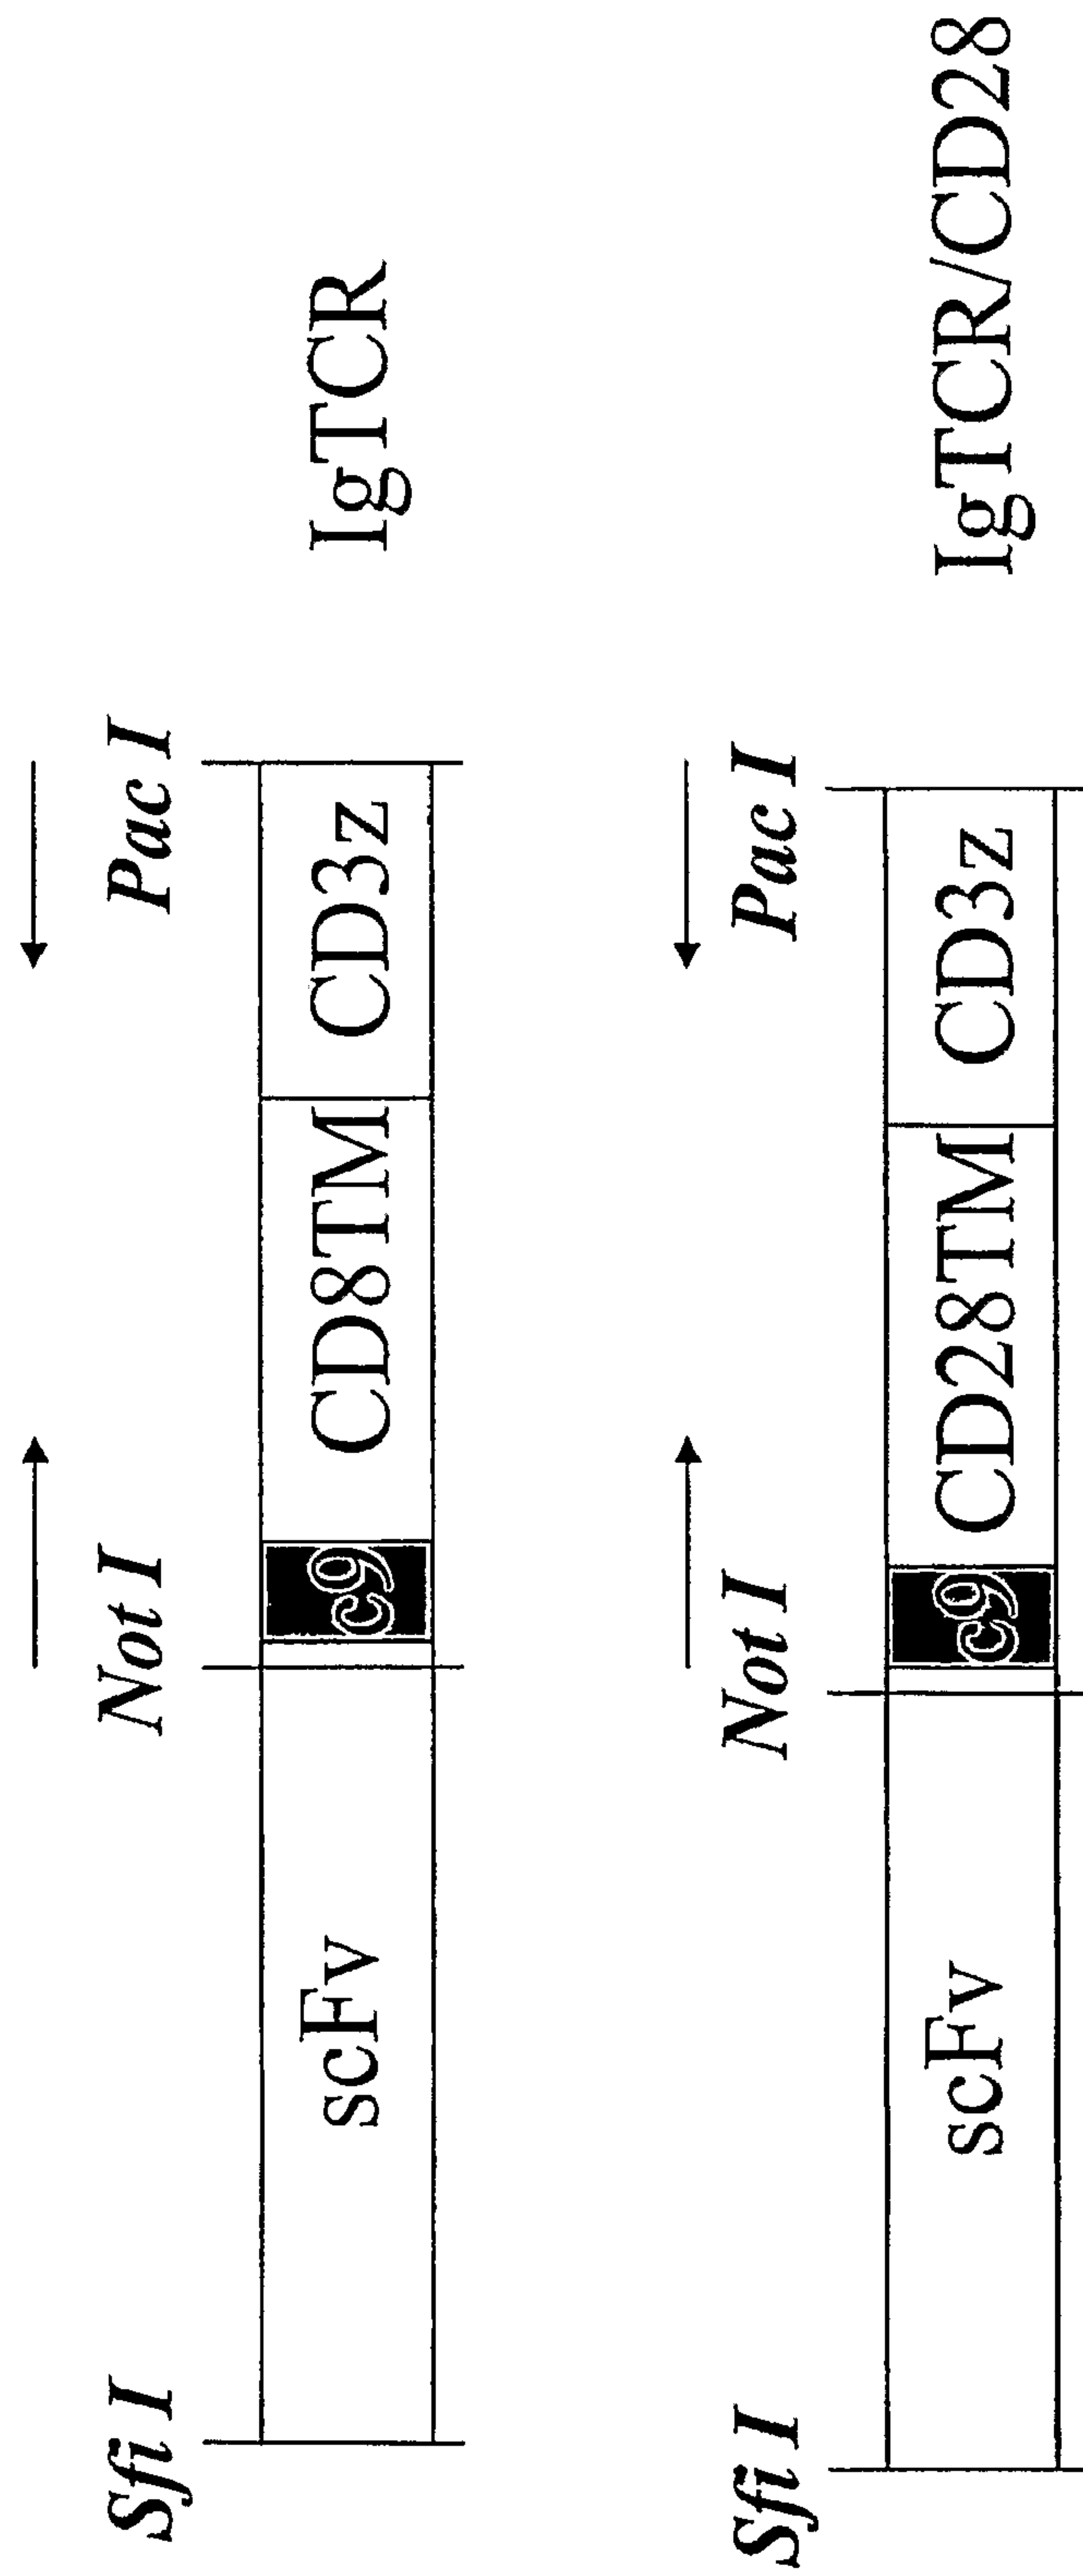 Sfi I Not I Pac I
scFv c9 CD8TM CD3z IgTCR
Sfi I Not I Pac I
scFv c9 CD28TM CD3z IgTCR/CD28